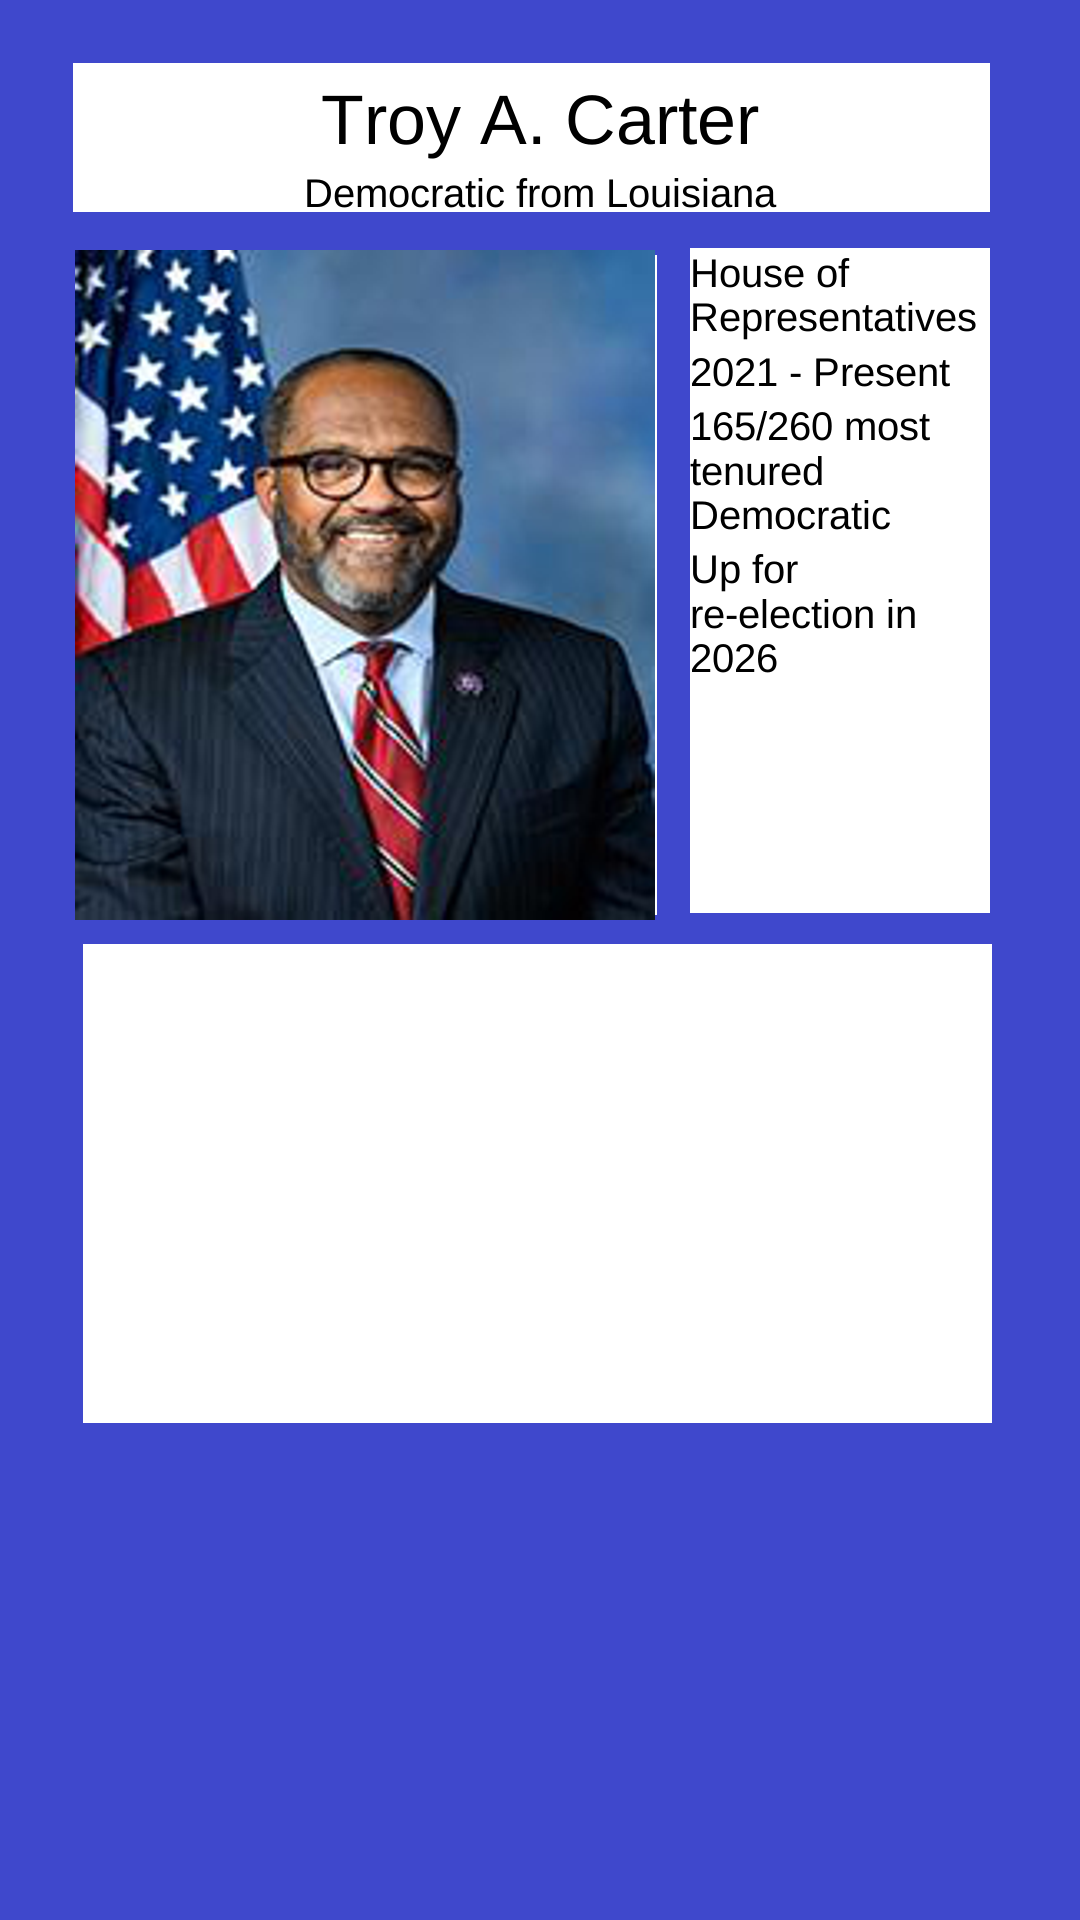 Troy A. Carter
Democratic from Louisiana
House of
Representatives
2021 - Present
165/260 most
tenured
Democratic
Up for
re-election in
2026